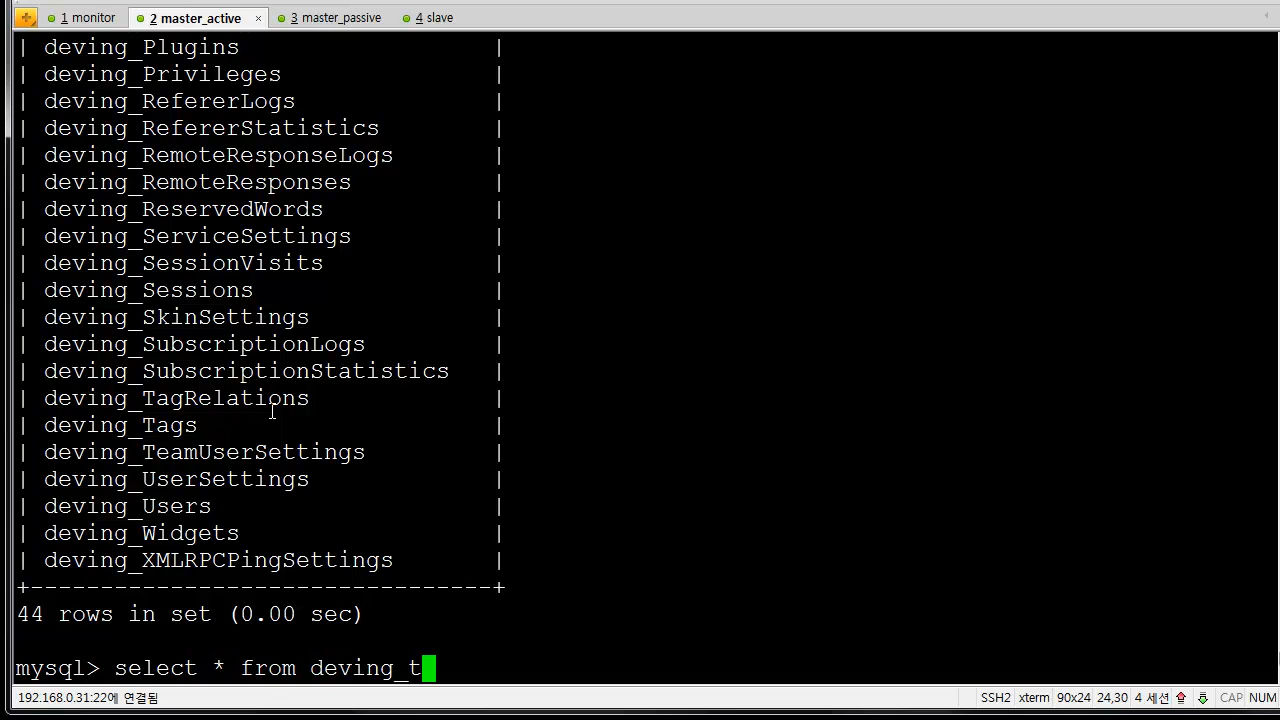 1 monitor 2 master_active × 3 master_passive 4 slave
| deving_Plugins |
| deving_Privileges |
| deving_RefererLogs |
| deving_RefererStatistics |
| deving_RemoteResponseLogs |
| deving_RemoteResponses |
| deving_ReservedWords |
| deving_ServiceSettings |
| deving_SessionVisits |
| deving_Sessions |
| deving_SkinSettings |
| deving_SubscriptionLogs |
| deving_SubscriptionStatistics |
| deving_TagRelations |
| deving_Tags |
| deving_TeamUserSettings |
| deving_UserSettings |
| deving_Users |
| deving_Widgets |
| deving_XMLRPCPingSettings |
+---------------------------------+
44 rows in set (0.00 sec)
mysql> select * from deving_t
192.168.0.31:22에 연결됨 SSH2 xterm 90x24 24,30 4 세션 CAP NUM